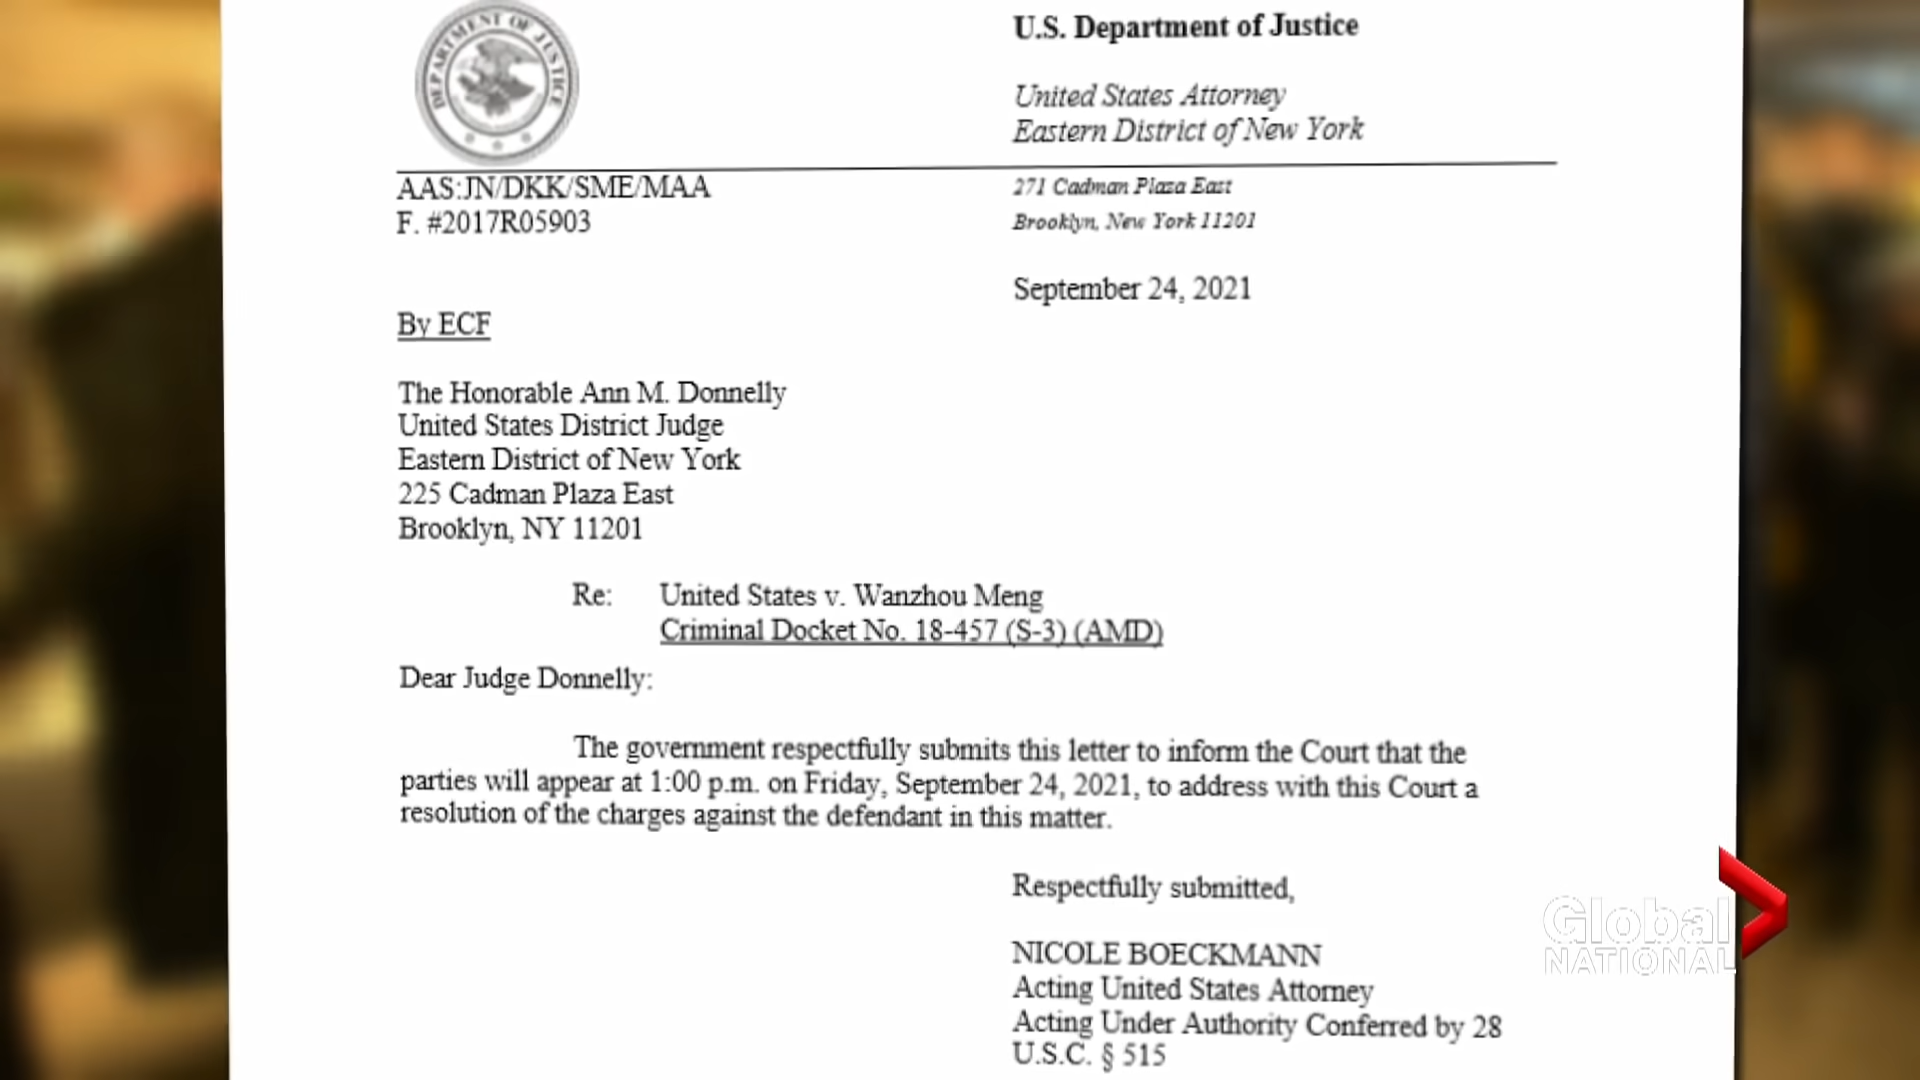 DEPARTMENT OF JUSTICE
U.S. Department of Justice
United States Attorney
Eastern District of New York
AAS:JN/DKK/SME/MAA
F. #2017R05903
271 Cadman Plaza East
Brooklyn, New York 11201
September 24, 2021
By ECF
The Honorable Ann M. Donnelly
United States District Judge
Eastern District of New York
225 Cadman Plaza East
Brooklyn, NY 11201
Re: United States v. Wanzhou Meng
Criminal Docket No. 18-457 (S-3) (AMD)
Dear Judge Donnelly:
The government respectfully submits this letter to inform the Court that the
parties will appear at 1:00 p.m. on Friday, September 24, 2021, to address with this Court a
resolution of the charges against the defendant in this matter.
Respectfully submitted,
NICOLE BOECKMANN
Acting United States Attorney
Acting Under Authority Conferred by 28
U.S.C. § 515
Global
NATIONAL